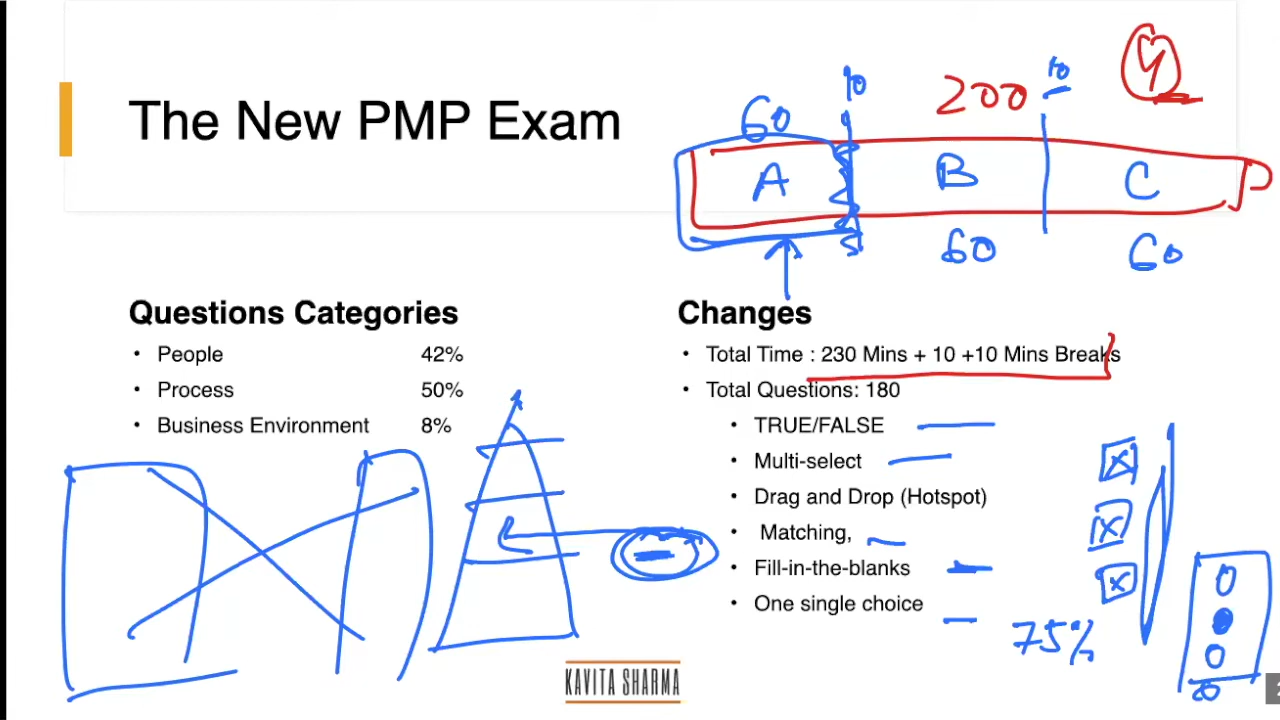 The New PMP Exam
60
10
200
10
4
A
B
C
60
60
Questions Categories
• People 42%
• Process 50%
• Business Environment 8%
Changes
• Total Time : 230 Mins + 10 +10 Mins Breaks
• Total Questions: 180
• TRUE/FALSE
• Multi-select
• Drag and Drop (Hotspot)
• Matching,
• Fill-in-the-blanks
• One single choice
75%
KAVITA SHARMA